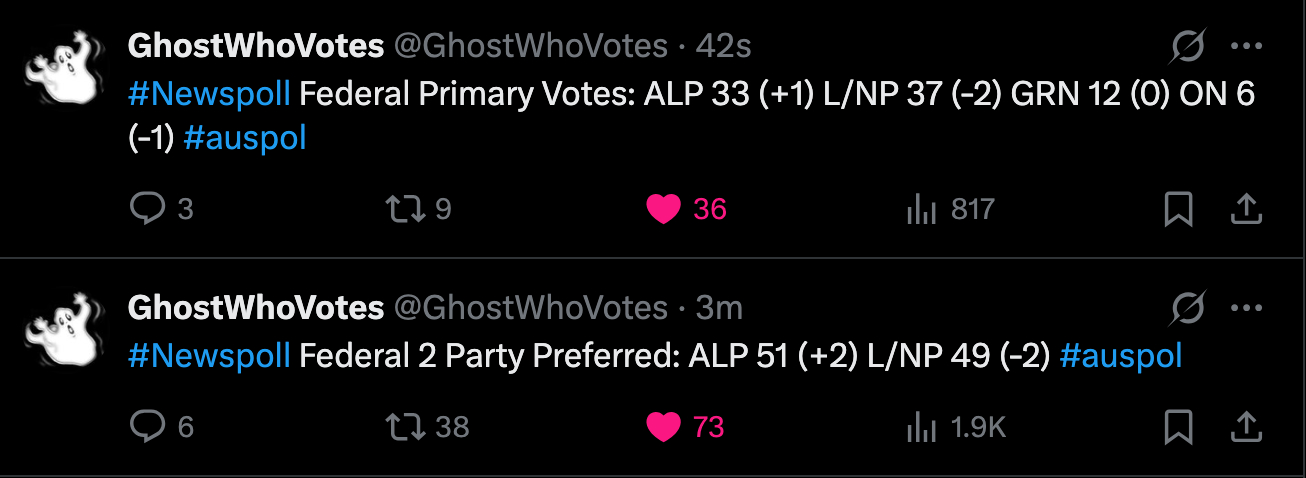 GhostWhoVotes @GhostWhoVotes · 42s
#Newspoll Federal Primary Votes: ALP 33 (+1) L/NP 37 (-2) GRN 12 (0) ON 6
(-1) #auspol
3 9 36 817
GhostWhoVotes @GhostWhoVotes · 3m
#Newspoll Federal 2 Party Preferred: ALP 51 (+2) L/NP 49 (-2) #auspol
6 38 73 1.9K